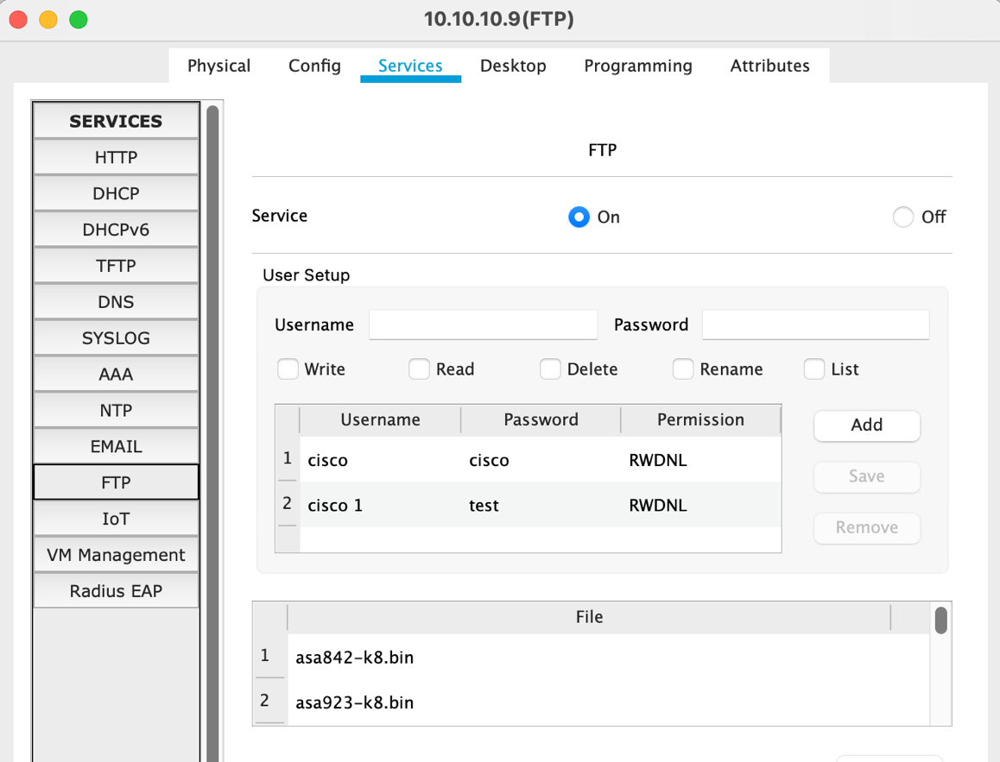 10.10.10.9(FTP)
Physical Config Services Desktop Programming Attributes
SERVICES
HTTP
DHCP
DHCPv6
TFTP
DNS
SYSLOG
AAA
NTP
EMAIL
FTP
IoT
VM Management
Radius EAP
FTP
Service On Off
User Setup
Username Password
Write Read Delete Rename List
Username Password Permission
1 cisco cisco RWDNL
2 cisco 1 test RWDNL
Add
Save
Remove
File
1 asa842-k8.bin
2 asa923-k8.bin